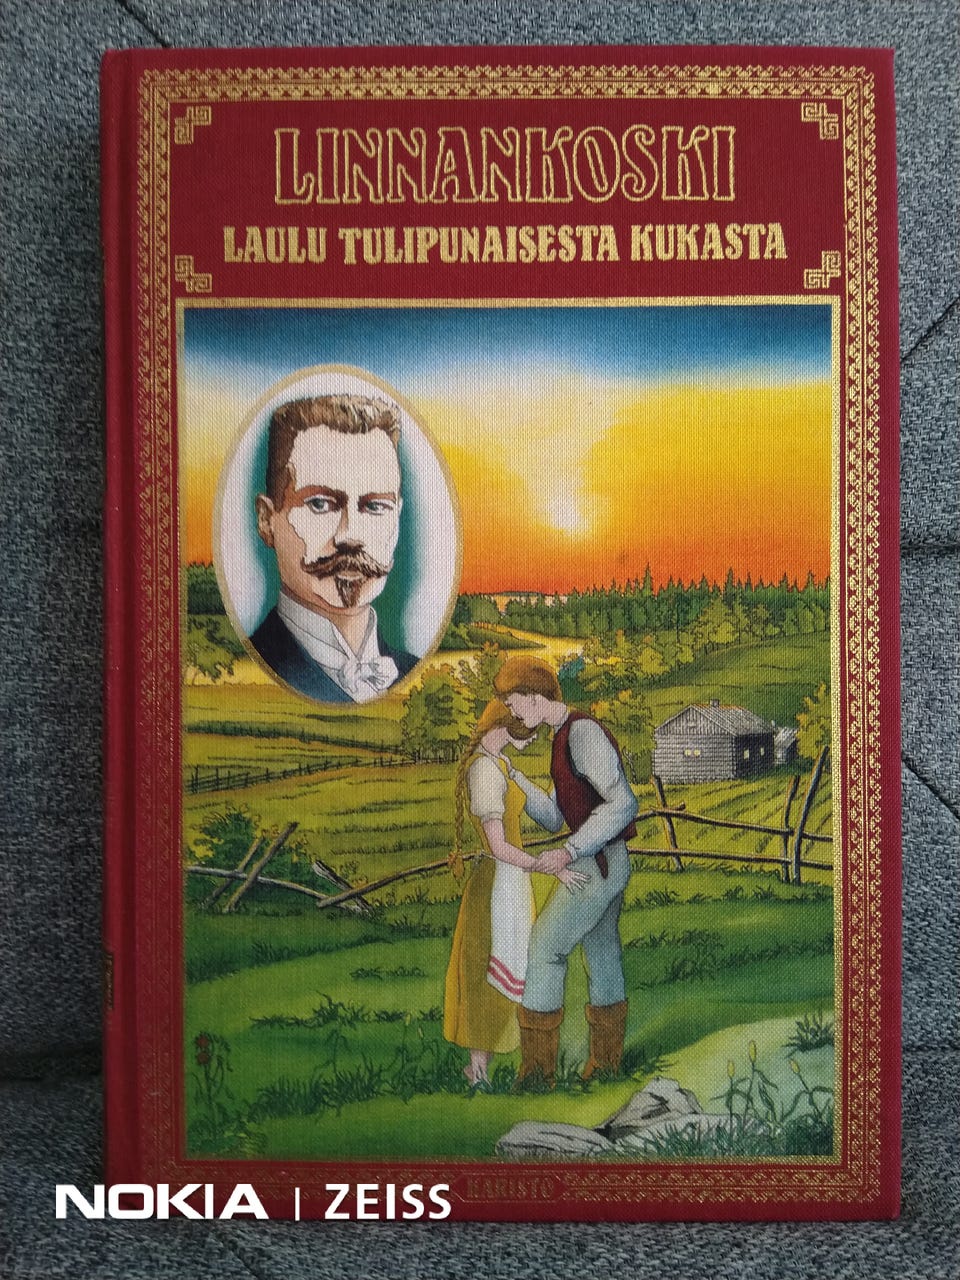 LINNANKOSKI
LAULU TULIPUNAISESTA KUKASTA
KARISTO
NOKIA | ZEISS